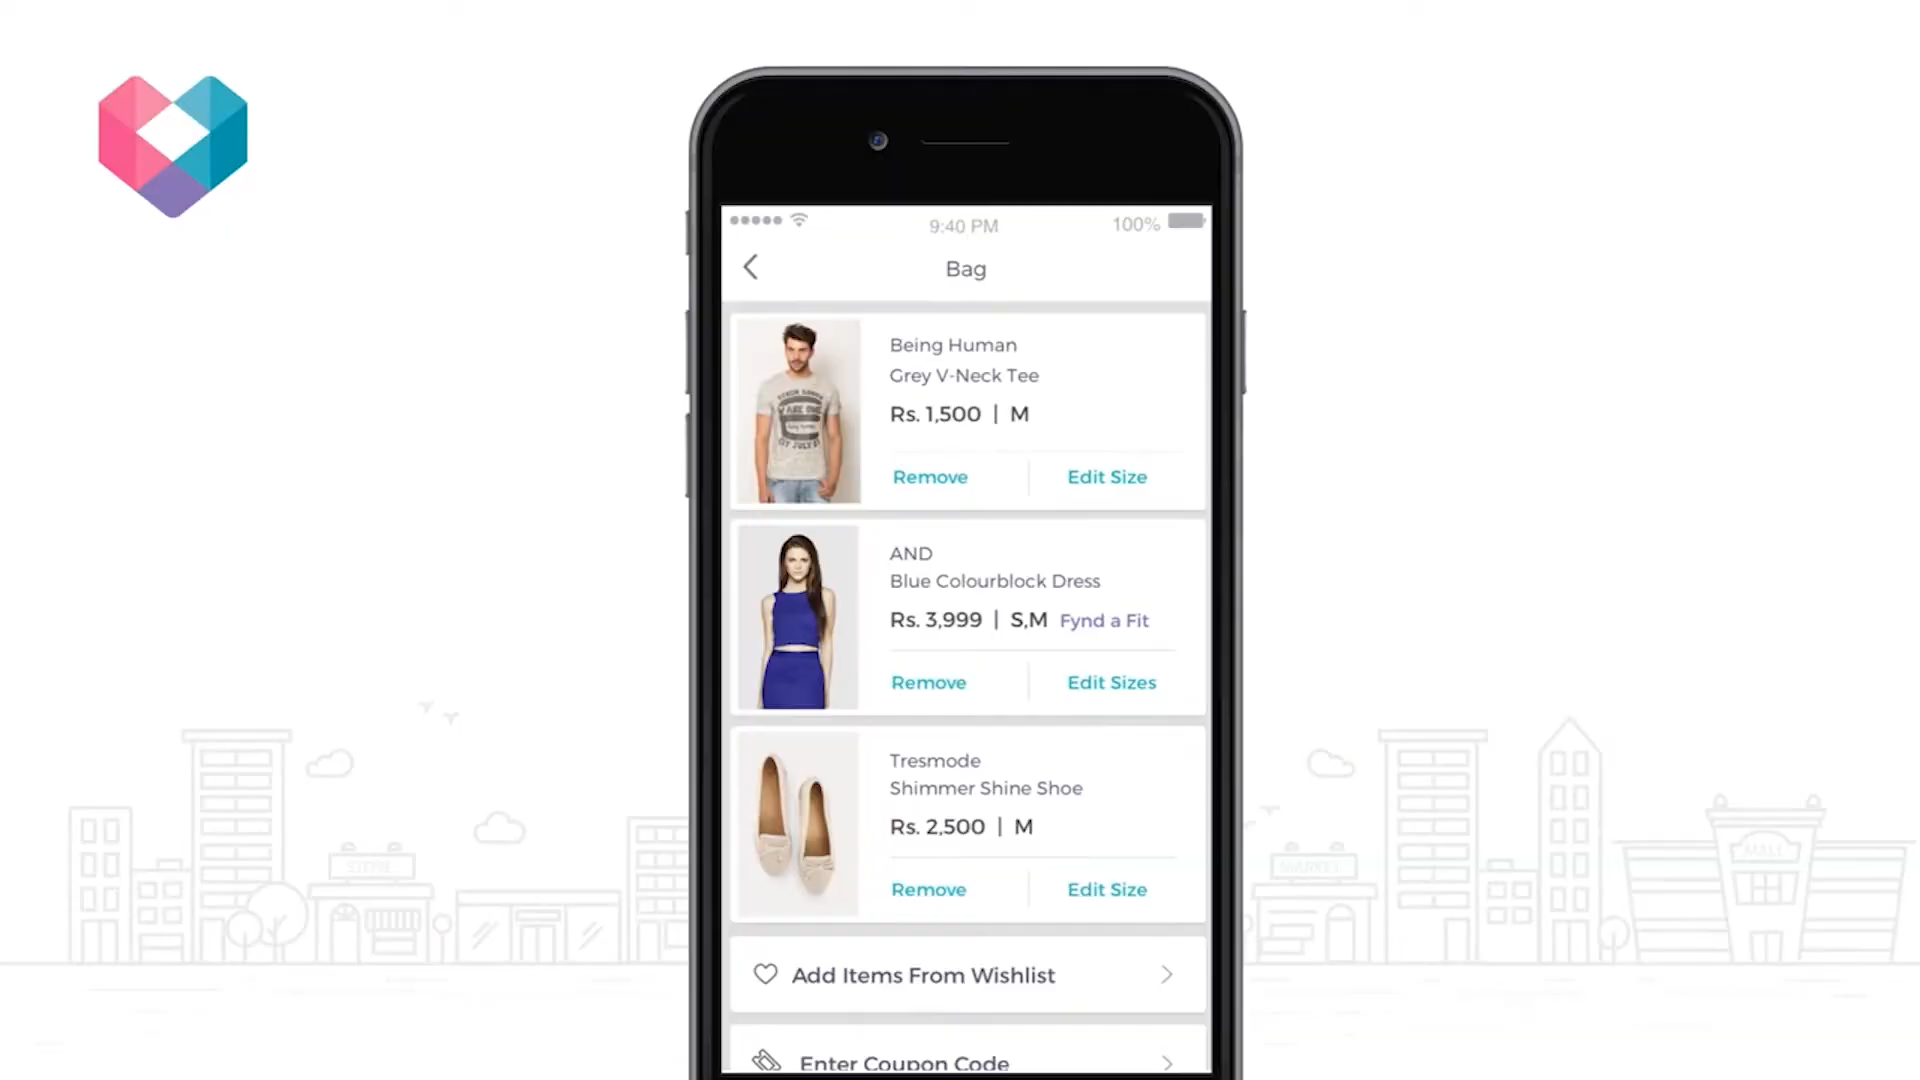 9:40 PM
100%
Bag
Being Human
Grey V-Neck Tee
Rs. 1,500 | M
Remove
Edit Size
AND
Blue Colourblock Dress
Rs. 3,999 | S,M Fynd a Fit
Remove
Edit Sizes
Tresmode
Shimmer Shine Shoe
Rs. 2,500 | M
Remove
Edit Size
Add Items From Wishlist
Enter Coupon Code
MARKET
MALL